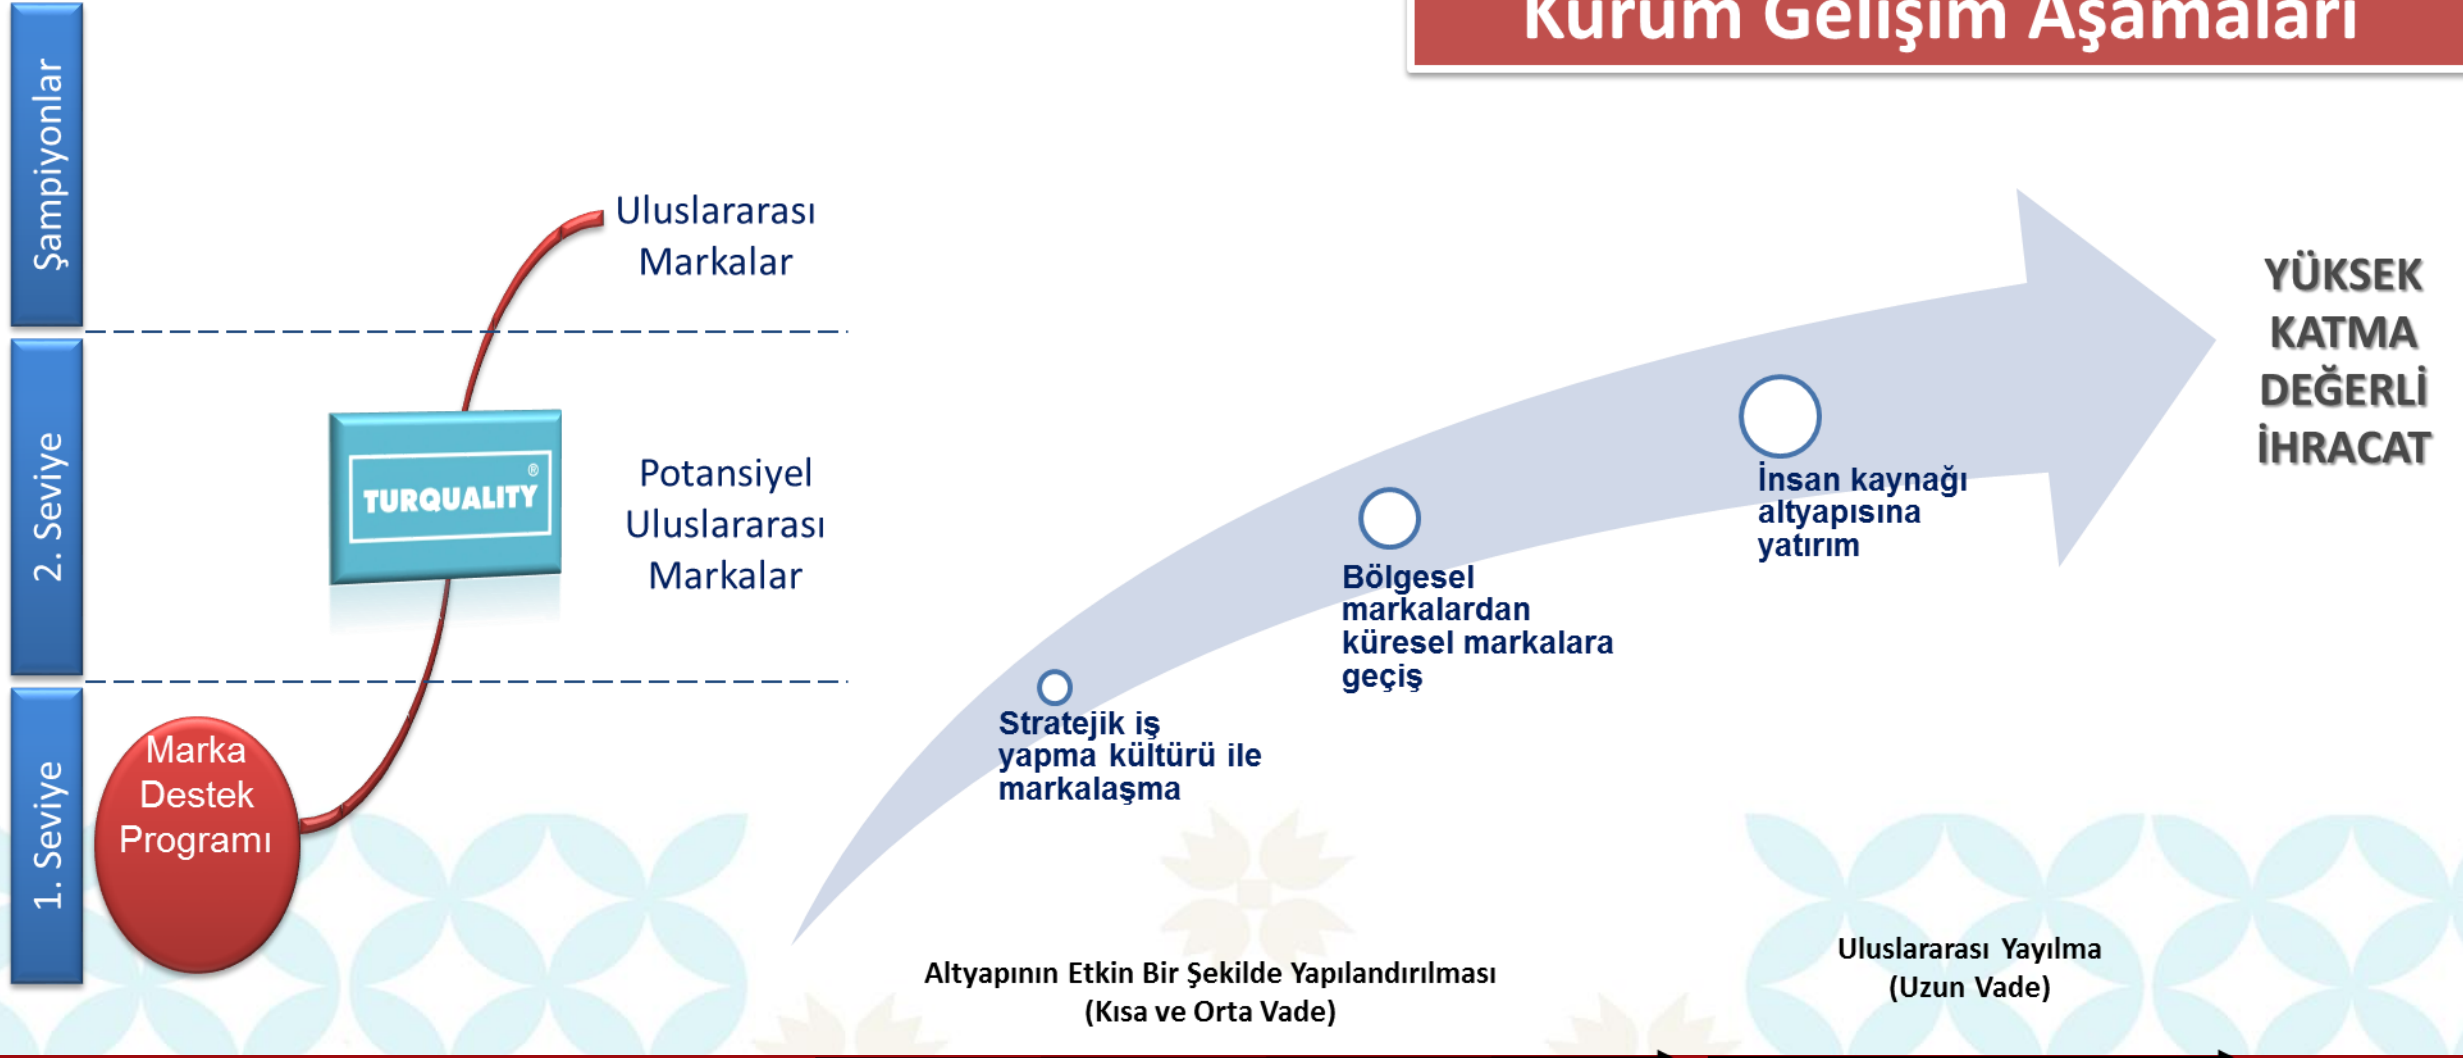 Kurum Gelişim Aşamaları
Şampiyonlar
Uluslararası
Markalar
2. Seviye
TURQUALITY®
Potansiyel
Uluslararası
Markalar
1. Seviye
Marka
Destek
Programı
Stratejik iş
yapma kültürü ile
markalaşma
Bölgesel
markalardan
küresel markalara
geçiş
İnsan kaynağı
altyapısına
yatırım
YÜKSEK
KATMA
DEĞERLİ
İHRACAT
Altyapının Etkin Bir Şekilde Yapılandırılması
(Kısa ve Orta Vade)
Uluslararası Yayılma
(Uzun Vade)